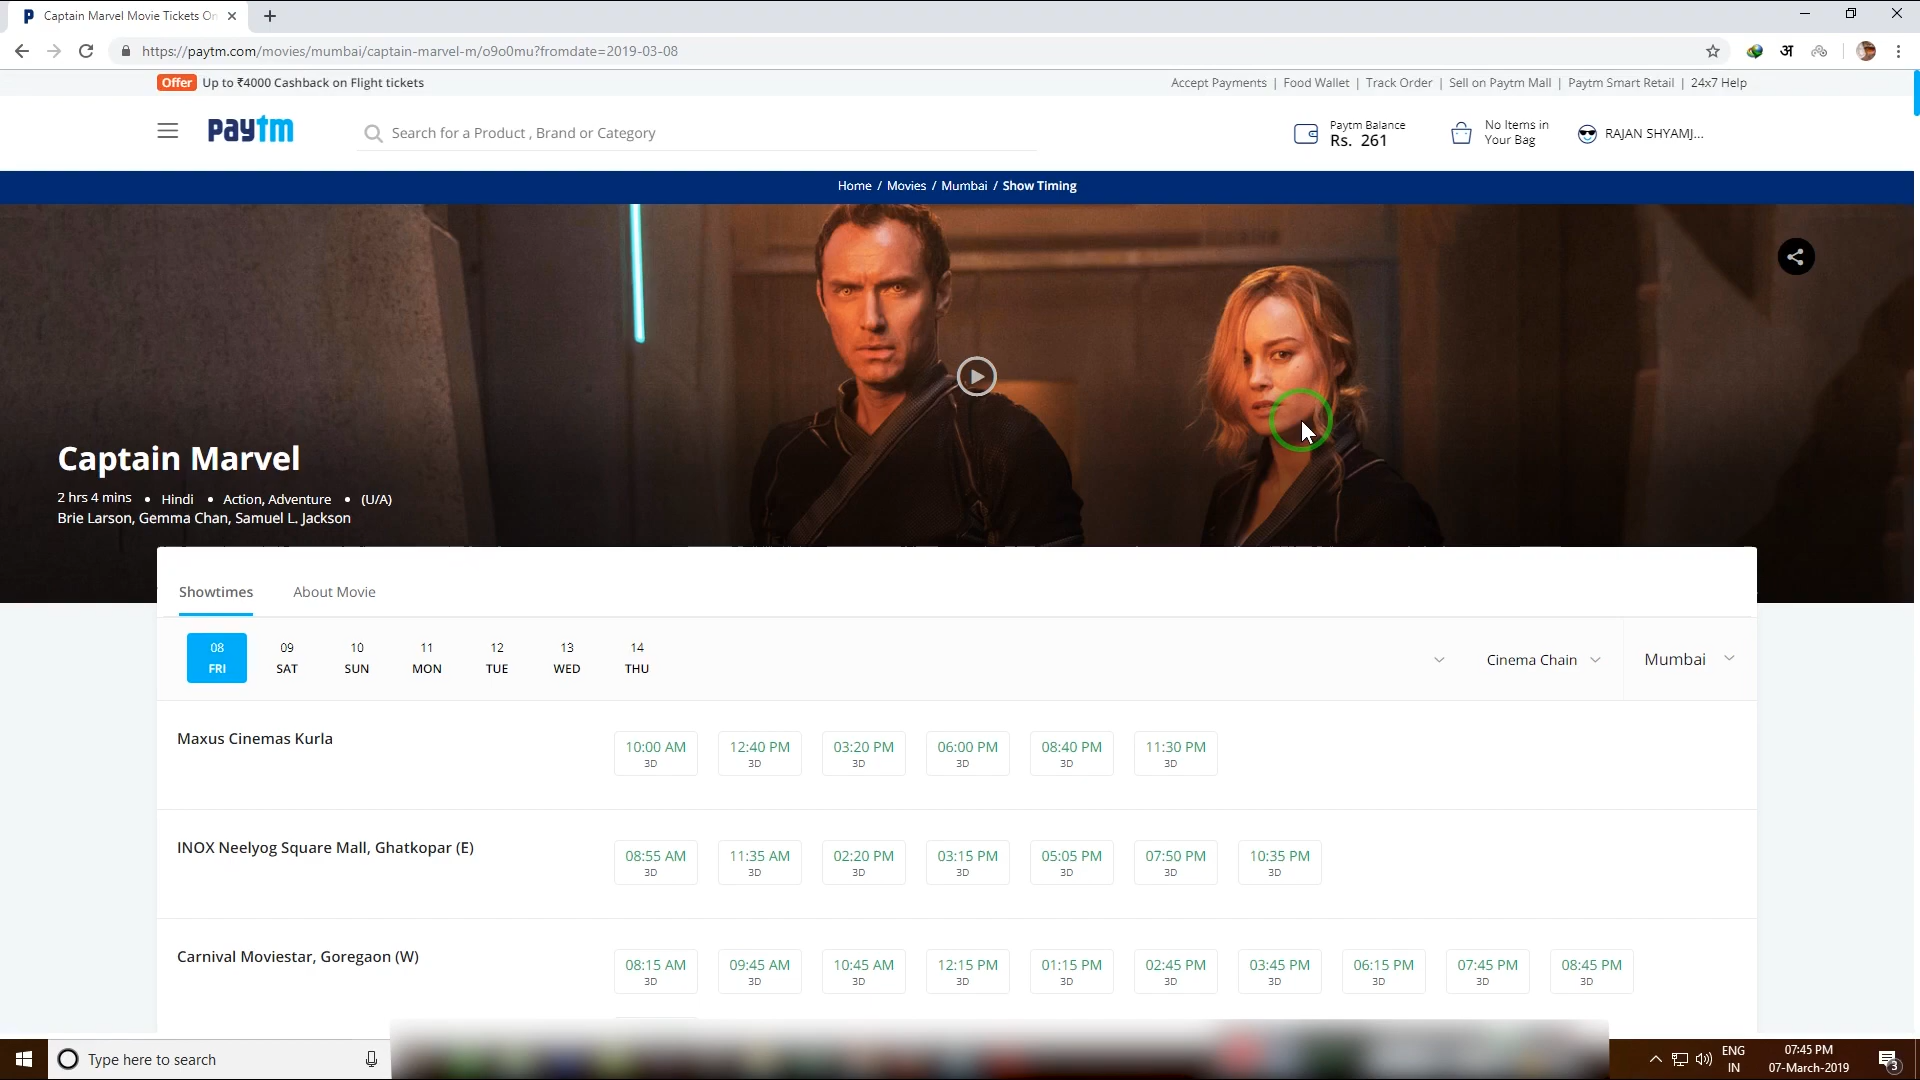 Captain Marvel Movie Tickets On
https://paytm.com/movies/mumbai/captain-marvel-m/o9o0mu?fromdate=2019-03-08
अ
Offer Up to ₹4000 Cashback on Flight tickets
Accept Payments | Food Wallet | Track Order | Sell on Paytm Mall | Paytm Smart Retail | 24x7 Help
paytm
Search for a Product , Brand or Category
Paytm Balance
Rs. 261
No Items in
Your Bag
RAJAN SHYAMJ...
Home / Movies / Mumbai / Show Timing
Captain Marvel
2 hrs 4 mins • Hindi • Action, Adventure • (U/A)
Brie Larson, Gemma Chan, Samuel L. Jackson
Showtimes About Movie
08 09 10 11 12 13 14
FRI SAT SUN MON TUE WED THU
Cinema Chain Mumbai
Maxus Cinemas Kurla
10:00 AM 12:40 PM 03:20 PM 06:00 PM 08:40 PM 11:30 PM
3D 3D 3D 3D 3D 3D
INOX Neelyog Square Mall, Ghatkopar (E)
08:55 AM 11:35 AM 02:20 PM 03:15 PM 05:05 PM 07:50 PM 10:35 PM
3D 3D 3D 3D 3D 3D 3D
Carnival Moviestar, Goregaon (W)
08:15 AM 09:45 AM 10:45 AM 12:15 PM 01:15 PM 02:45 PM 03:45 PM 06:15 PM 07:45 PM 08:45 PM
3D 3D 3D 3D 3D 3D 3D 3D 3D 3D
Type here to search
ENG
IN
07:45 PM
07-March-2019
3